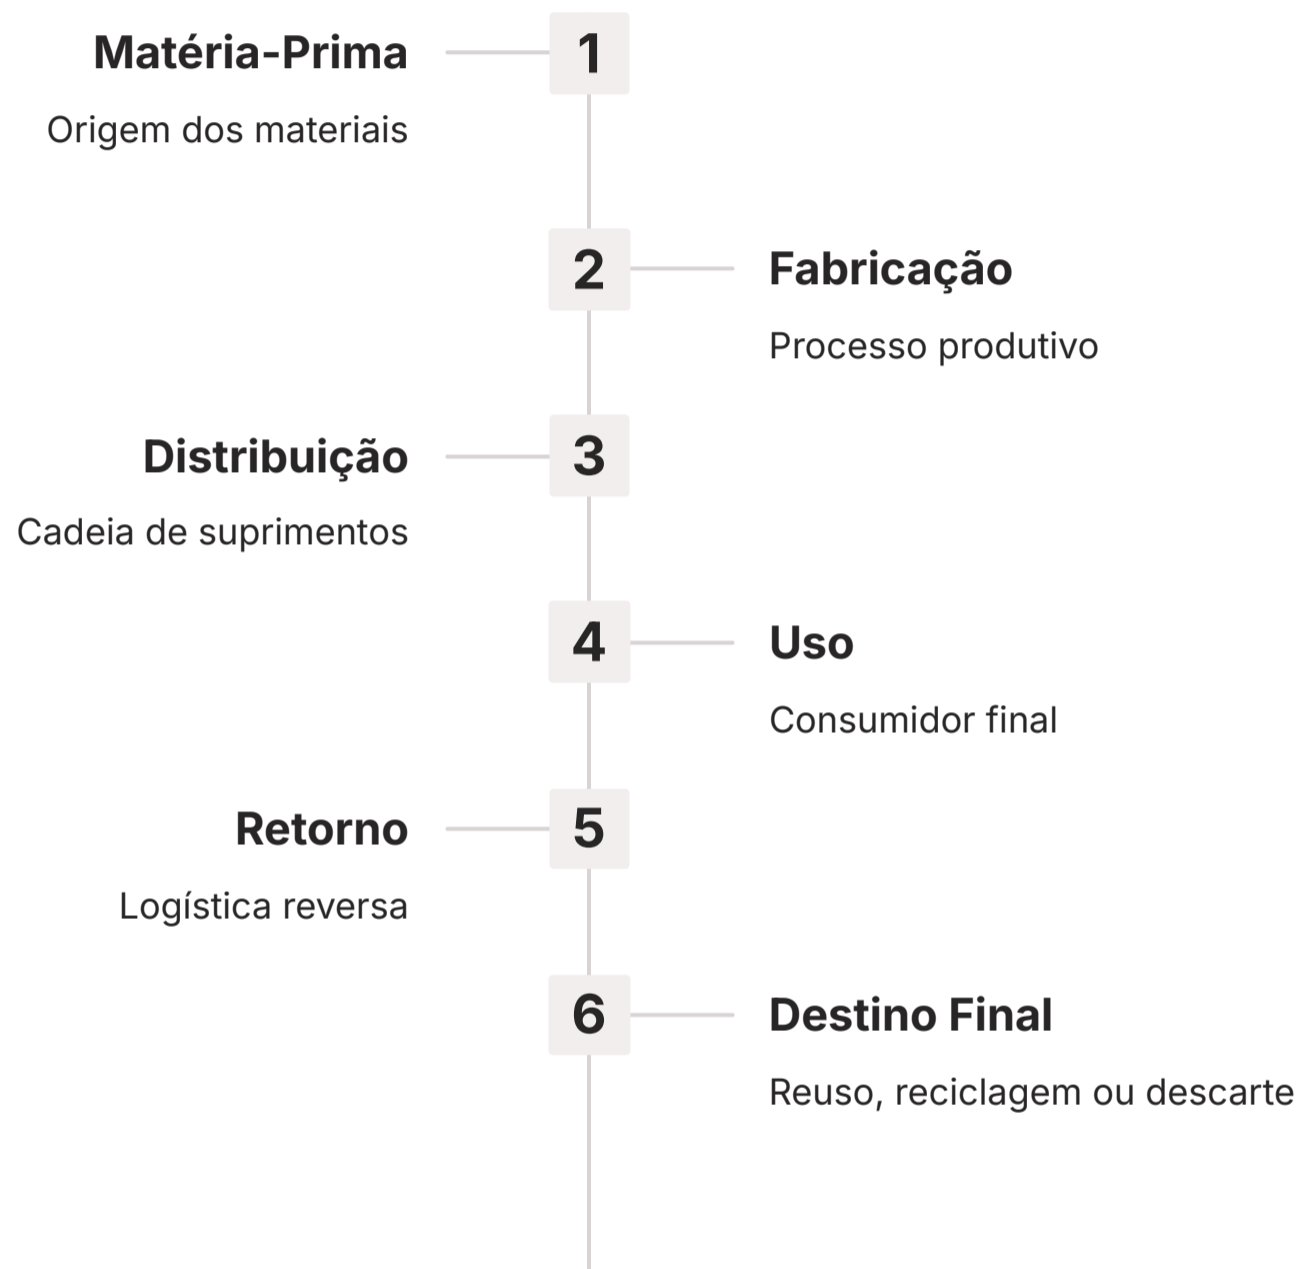 Matéria-Prima
1
Origem dos materiais
2
Fabricação
Processo produtivo
Distribuição
3
Cadeia de suprimentos
4
Uso
Consumidor final
Retorno
5
Logística reversa
6
Destino Final
Reuso, reciclagem ou descarte